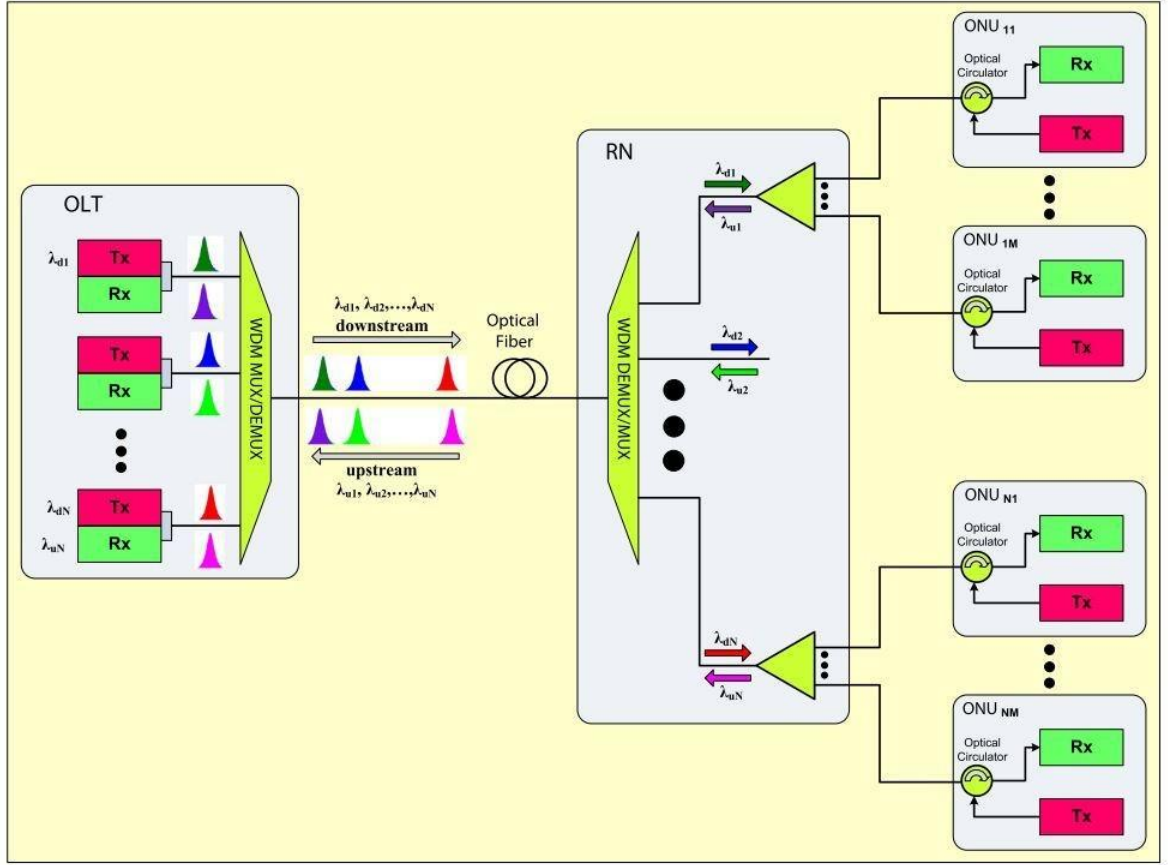 OLT
λd1
Tx
Rx
Tx
Rx
λdN
Tx
λuN
Rx
WDM MUX/DEMUX
λd1, λd2,...,λdN
downstream
upstream
λu1, λu2,...,λuN
Optical
Fiber
RN
WDM DEMUX/MUX
λd1
λu1
λd2
λu2
λdN
λuN
ONU 11
Optical
Circulator
Rx
Tx
ONU 1M
Optical
Circulator
Rx
Tx
ONU N1
Optical
Circulator
Rx
Tx
ONU NM
Optical
Circulator
Rx
Tx